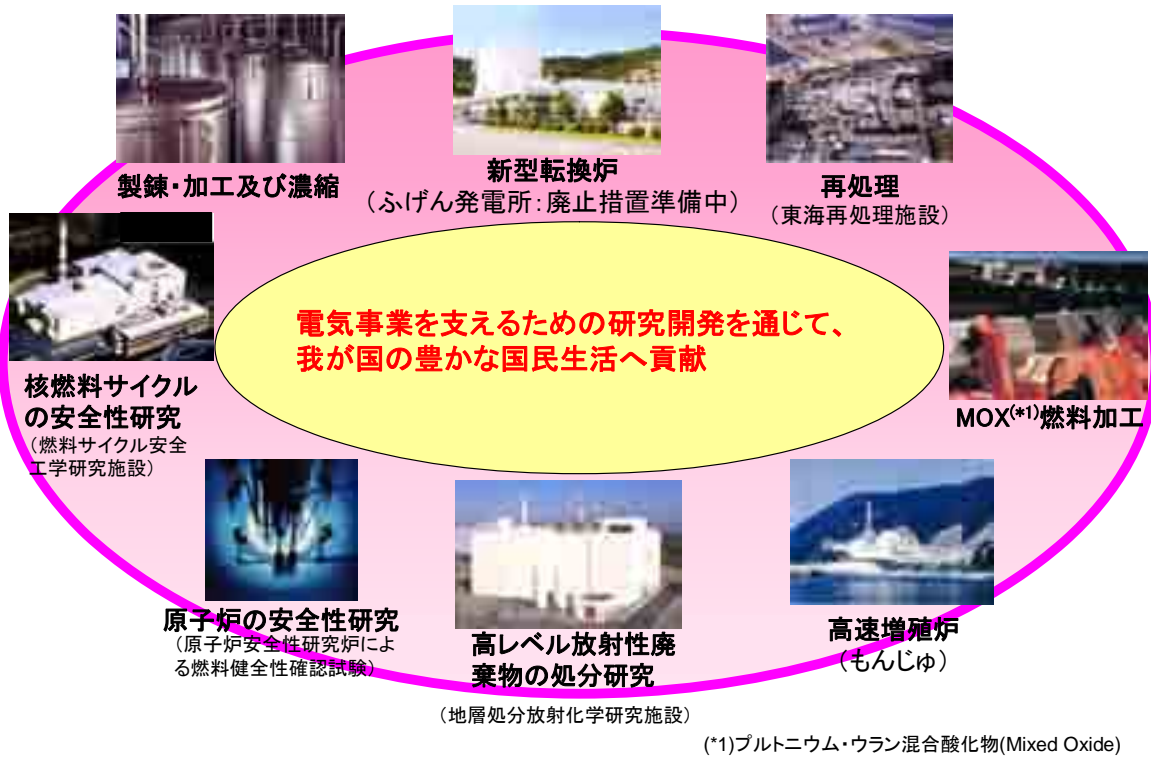 製錬・加工及び濃縮
新型転換炉
（ふげん発電所：廃止措置準備中）
再処理
（東海再処理施設）
電気事業を支えるための研究開発を通じて、
我が国の豊かな国民生活へ貢献
核燃料サイクル
の安全性研究
（燃料サイクル安全
工学研究施設）
MOX(*1)燃料加工
原子炉の安全性研究
（原子炉安全性研究炉によ
る燃料健全性確認試験）
高レベル放射性廃
棄物の処分研究
（地層処分放射化学研究施設）
高速増殖炉
（もんじゅ）
(*1)プルトニウム・ウラン混合酸化物(Mixed Oxide)